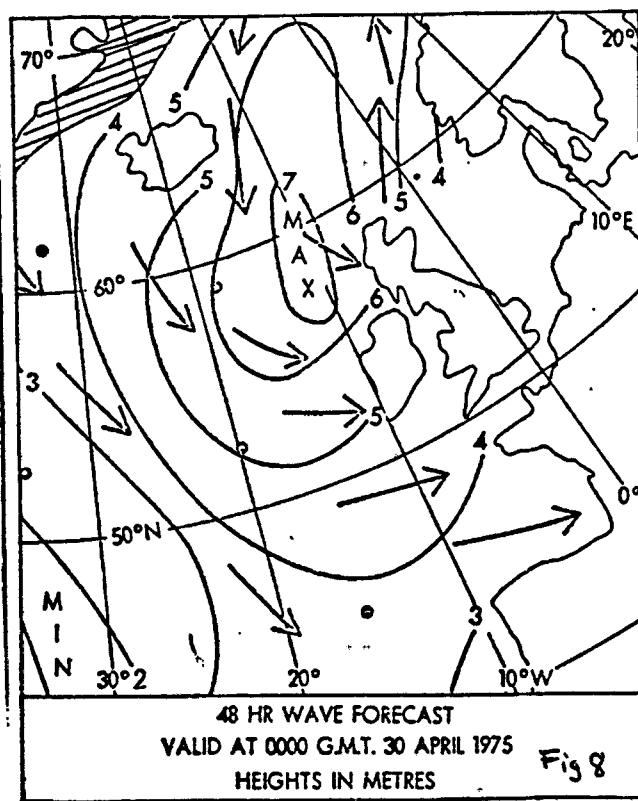 70°
20°
5
4
5
4
7
6
5
M
A
X
10°E
60°
6
3
5
4
0°
50°N
M
I
N
3
30°2
20°
10°W
48 HR WAVE FORECAST
VALID AT 0000 G.M.T. 30 APRIL 1975
HEIGHTS IN METRES
Fig 8